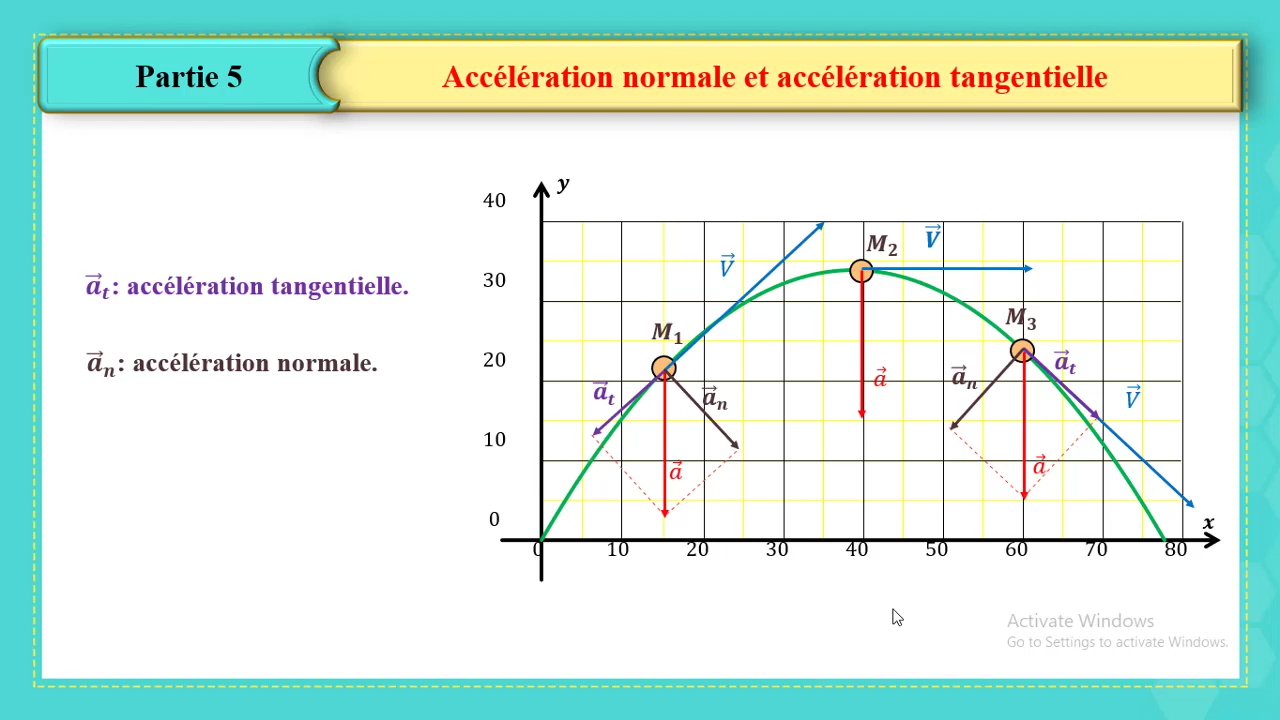 Partie 5
Accélération normale et accélération tangentielle
y
40
30
20
10
0
a⃗ₜ: accélération tangentielle.
a⃗ₙ: accélération normale.
M₁
V⃗
a⃗ₜ
a⃗ₙ
a⃗
M₂
V⃗
a⃗
M₃
a⃗ₙ
a⃗ₜ
V⃗
a⃗
x
0 10 20 30 40 50 60 70 80
Activate Windows
Go to Settings to activate Windows.